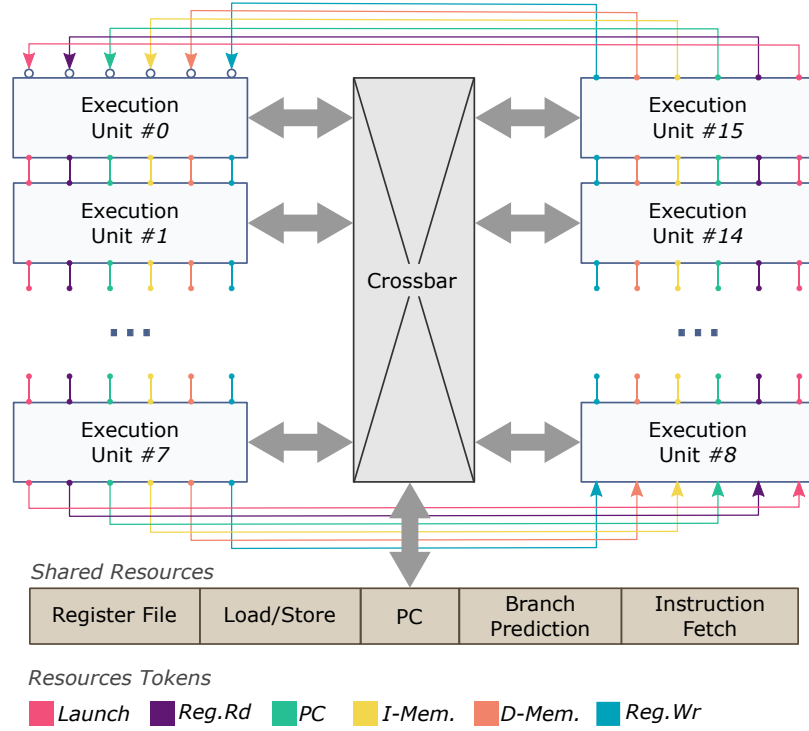 Execution
Unit #0
Execution
Unit #15
Execution
Unit #1
Execution
Unit #14
Crossbar
...
...
Execution
Unit #7
Execution
Unit #8
Shared Resources
Register File
Load/Store
PC
Branch
Prediction
Instruction
Fetch
Resources Tokens
Launch
Reg.Rd
PC
I-Mem.
D-Mem.
Reg.Wr